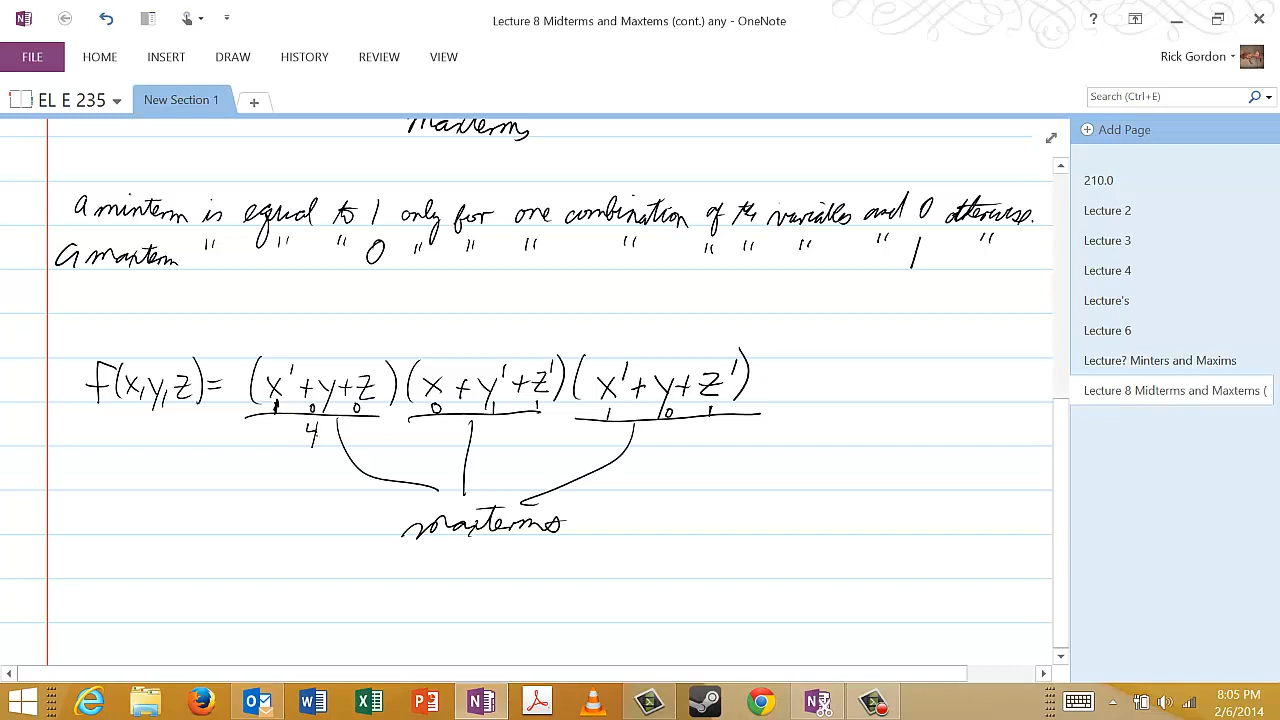 Lecture 8 Midterms and Maxtems (cont.) any - OneNote
?
FILE HOME INSERT DRAW HISTORY REVIEW VIEW
Rick Gordon
EL E 235 New Section 1 +
Search (Ctrl+E)
Add Page
210.0
Lecture 2
Lecture 3
Lecture 4
Lecture's
Lecture 6
Lecture? Minters and Maxims
Lecture 8 Midterms and Maxtems (
Maxterms
a minterm is equal to 1 only for one combination of the variables and 0 otherwise.
a maxterm " " " 0 " " " " " " " " 1 "
f(x,y,z)= (x'+y+z)(x+y'+z')(x'+y+z')
1 0 0 0 1 1 1 0 1
4
maxterms
8:05 PM
2/6/2014